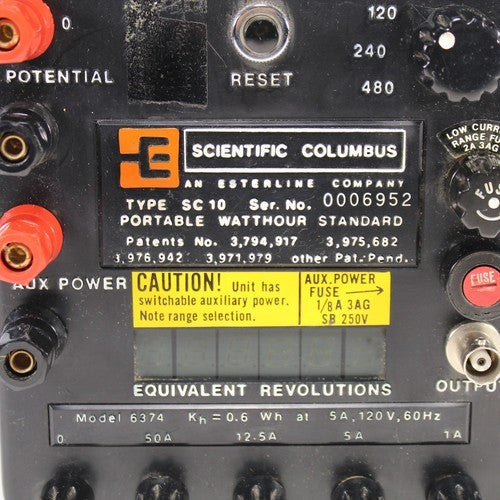 0.
120
POTENTIAL
RESET
240
480
LOW CURRENT
RANGE
2A 3AG
SCIENTIFIC COLUMBUS
AN ESTERLINE COMPANY
TYPE SC10 Ser. No. 0006952
PORTABLE WATTHOUR STANDARD
Patents No. 3,794,917 3,975,682
3,976,942 3,971,979 other Pat. Pend.
FUSE
AUX POWER
CAUTION! Unit has
switchable auxiliary power.
Note range selection.
AUX. POWER
FUSE →
1/8A 3AG
SB 250V
FUSE
OUTPU
EQUIVALENT REVOLUTIONS
Model 6374 Kh = 0.6 Wh at 5A, 120V, 60Hz
0. 50A 12.5A 5A 1A